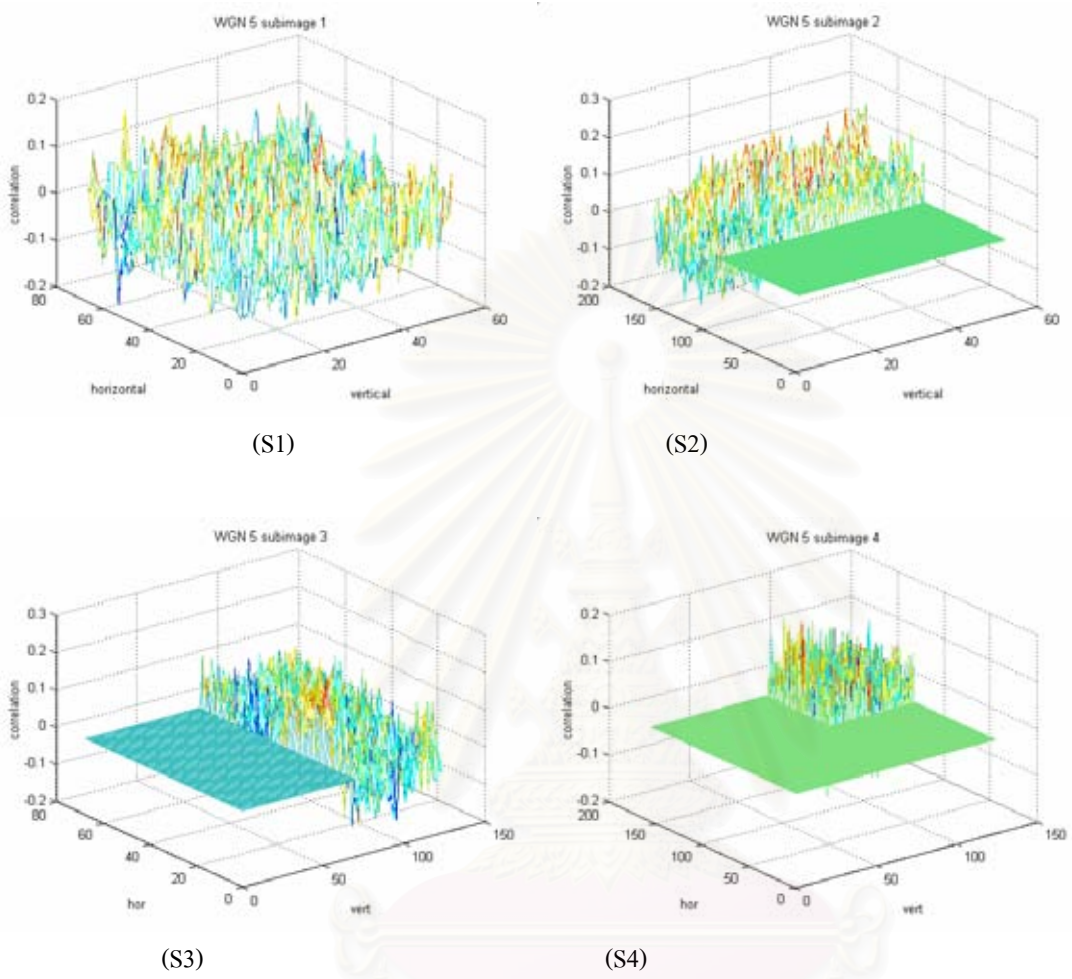 WGN 5 subimage 1
0.2
0.1
0
-0.1
-0.2
correlation
80
60
40
20
0
horizontal
0
20
40
60
vertical
(S1)
WGN 5 subimage 2
0.3
0.2
0.1
0
-0.1
-0.2
correlation
200
150
100
50
0
horizontal
0
20
40
60
vertical
(S2)
WGN 5 subimage 3
0.3
0.2
0.1
0
-0.1
-0.2
correlation
80
60
40
20
0
hor
0
50
100
150
vert
(S3)
WGN 5 subimage 4
0.2
0.1
0
-0.1
-0.2
correlation
200
150
100
50
0
hor
0
50
100
150
vert
(S4)